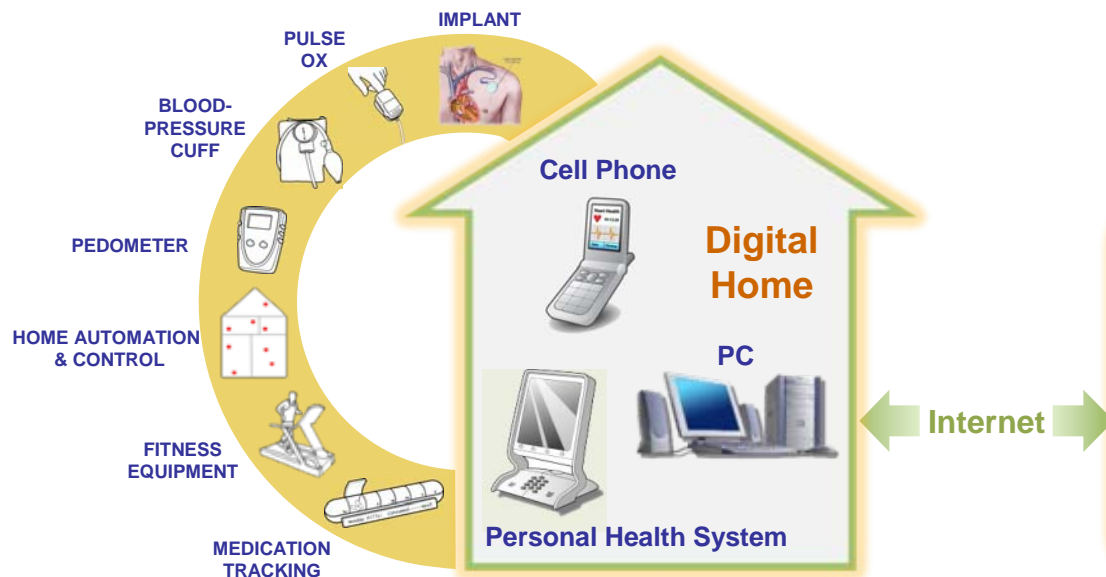 IMPLANT
PULSE
OX
BLOOD-
PRESSURE
CUFF
PEDOMETER
HOME AUTOMATION
& CONTROL
FITNESS
EQUIPMENT
MEDICATION
TRACKING
Cell Phone
Digital
Home
PC
Personal Health System
Internet